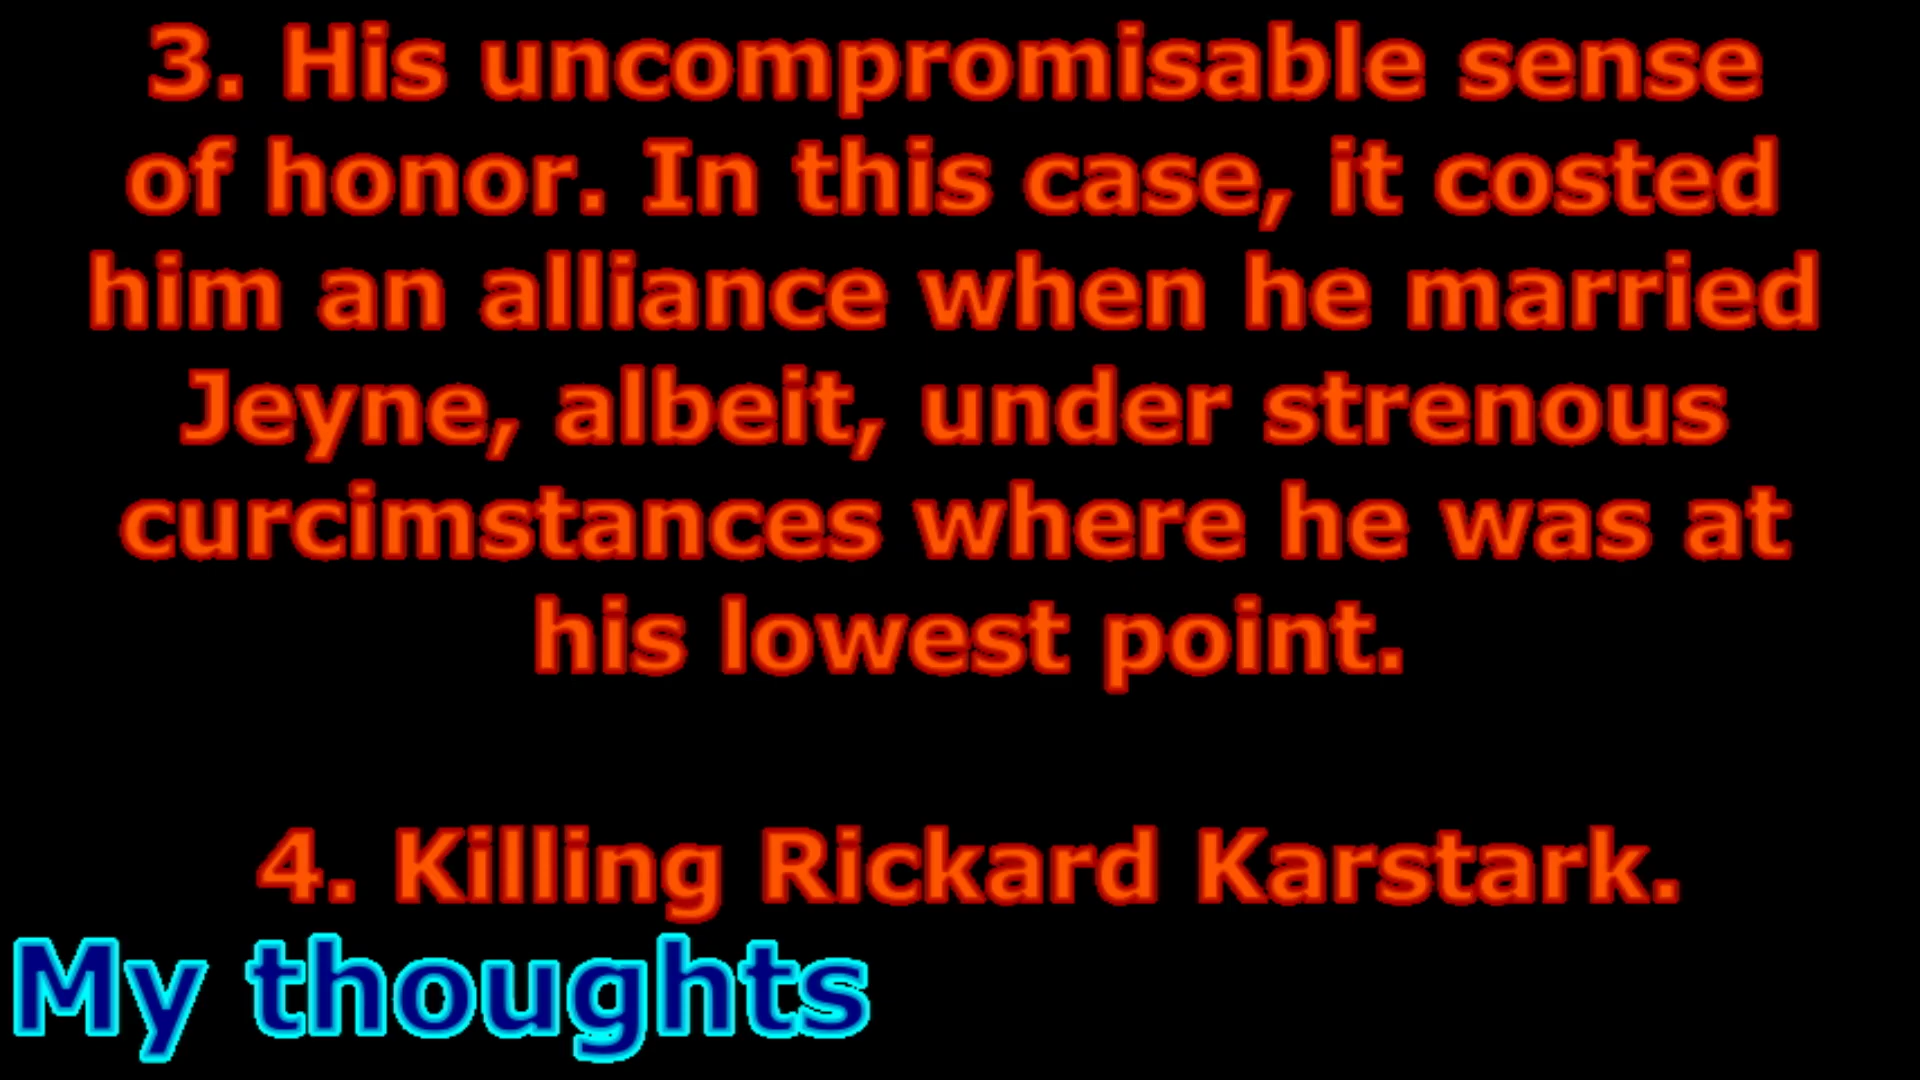 3. His uncompromisable sense
of honor. In this case, it costed
him an alliance when he married
Jeyne, albeit, under strenous
curcimstances where he was at
his lowest point.
4. Killing Rickard Karstark.
My thoughts